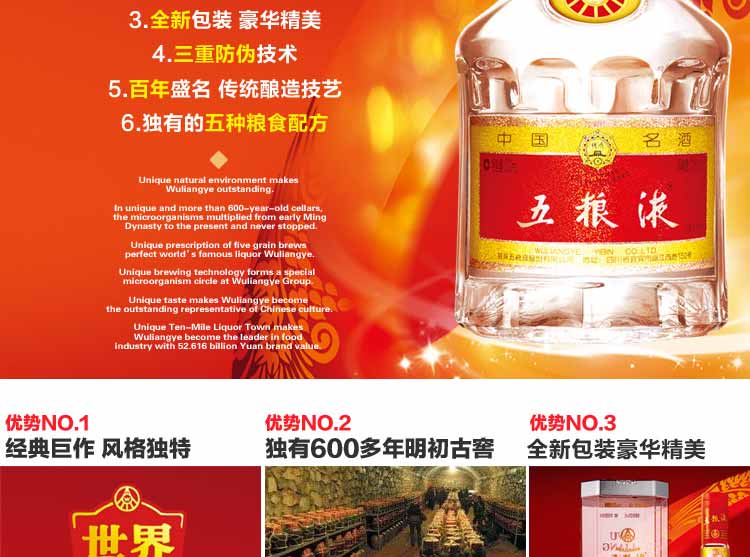 3.全新包装 豪华精美
4.三重防伪技术
5.百年盛名 传统酿造技艺
6.独有的五种粮食配方
Unique natural environment makes
Wuliangye outstanding.
In unique and more than 600-year-old cellars,
the microorganisms multiplied from early Ming
Dynasty to the present and never stopped.
Unique prescription of five grain brews
perfect world's famous liquor Wuliangye.
Unique brewing technology forms a special
microorganism circle at Wuliangye Group.
Unique taste makes Wuliangye become
the outstanding representative of Chinese culture.
Unique Ten-Mile Liquor Town makes
Wuliangye become the leader in food
industry with 52.616 billion Yuan brand value.
中国名酒
五粮液
WULIANGYE YIBIN CO.,LTD.
优势NO.1
经典巨作 风格独特
优势NO.2
独有600多年明初古窖
优势NO.3
全新包装豪华精美
世界
五粮液